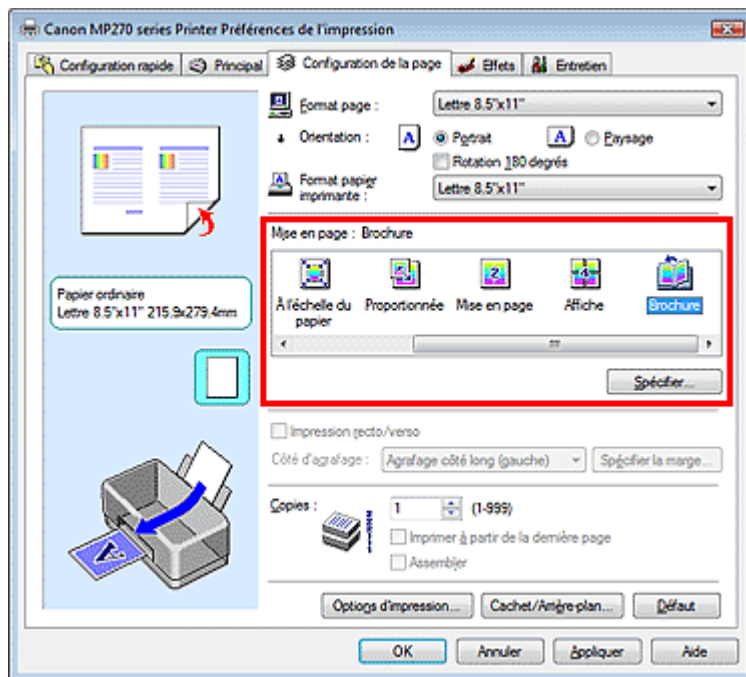 Canon MP270 series Printer Préférences de l'impression
Configuration rapide Principal Configuration de la page Effets Entretien
Format page :
Lettre 8.5"x11"
Orientation :
A
Portrait
A
Paysage
Rotation 180 degrés
Format papier imprimante :
Lettre 8.5"x11"
Mise en page : Brochure
À l'échelle du papier
Proportionnée
Mise en page
Affiche
Brochure
Spécifier...
Papier ordinaire
Lettre 8.5"x11" 215.9x279.4mm
Impression recto/verso
Côté d'agrafage :
Agrafage côté long (gauche)
Spécifier la marge...
Copies :
1
(1-999)
Imprimer à partir de la dernière page
Assembler
Options d'impression... Cachet/Arrière-plan... Défaut
OK Annuler Appliquer Aide